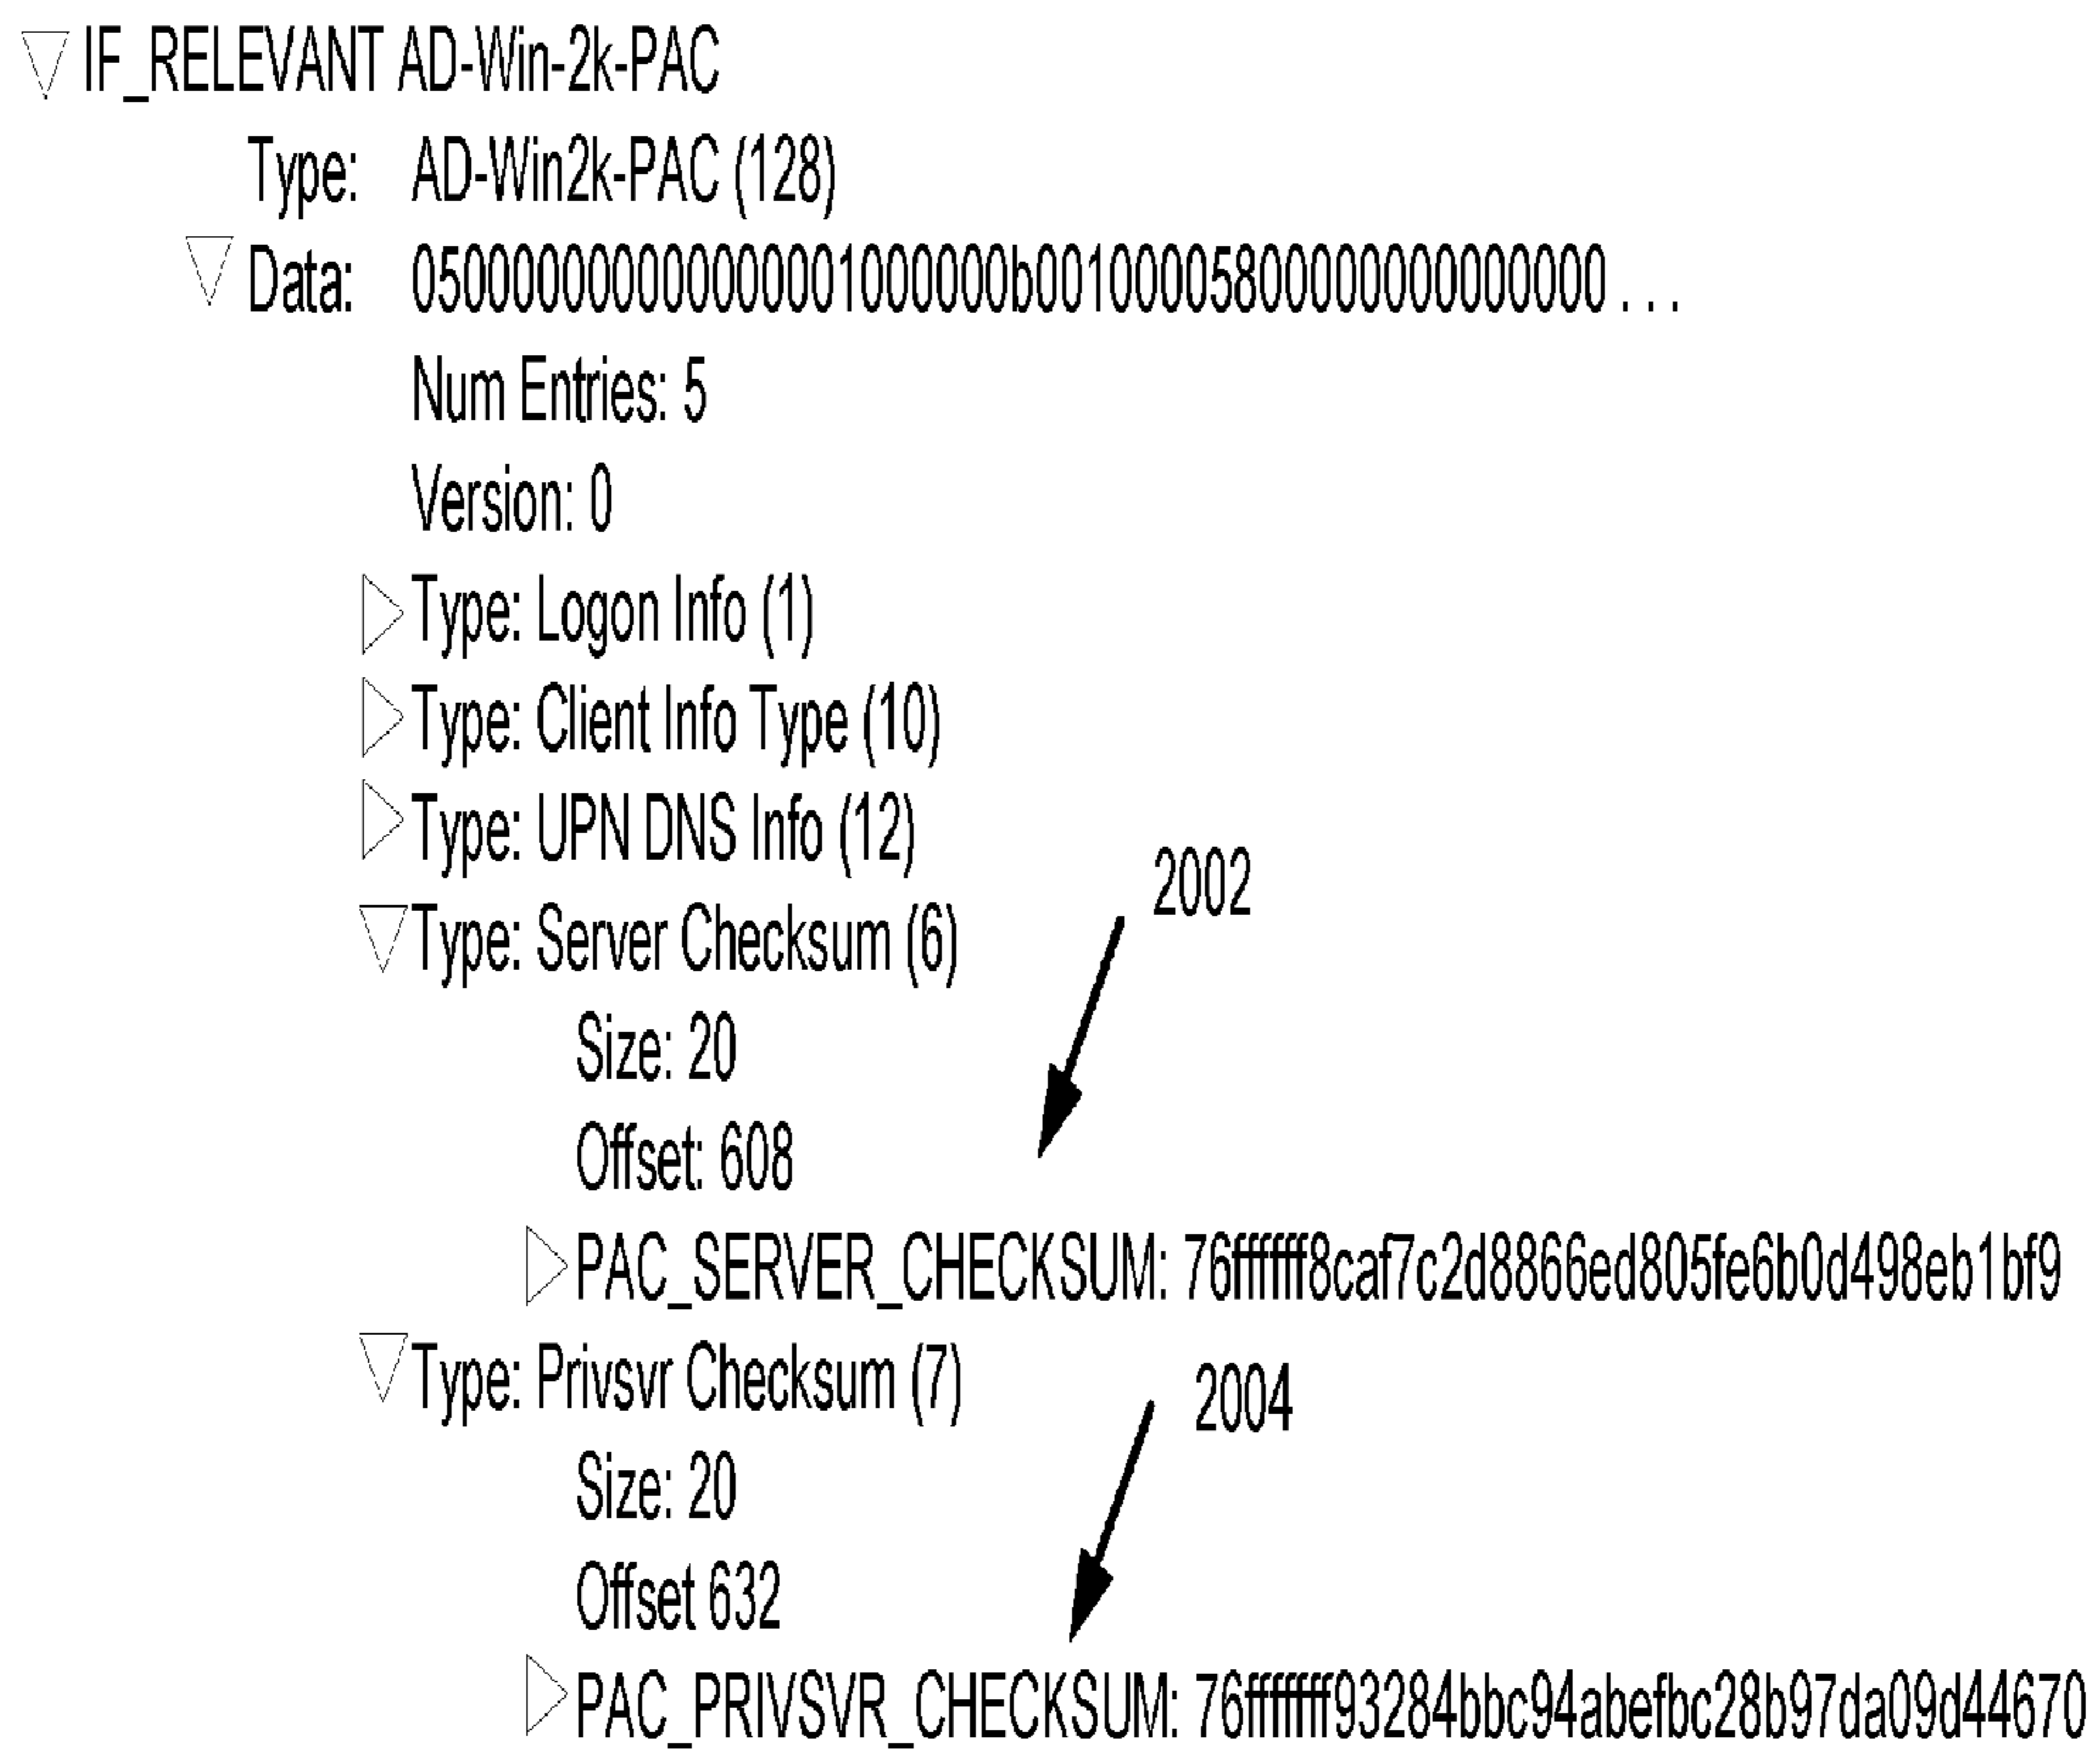 IF_RELEVANT AD-Win-2k-PAC
Type: AD-Win2k-PAC (128)
Data: 050000000000000001000000b00100005800000000000000 . . .
Num Entries: 5
Version: 0
Type: Logon Info (1)
Type: Client Info Type (10)
Type: UPN DNS Info (12)
2002
Type: Server Checksum (6)
Size: 20
Offset: 608
PAC_SERVER_CHECKSUM: 76ffffff8caf7c2d8866ed805fe6b0d498eb1bf9
Type: Privsvr Checksum (7)
2004
Size: 20
Offset 632
PAC_PRIVSVR_CHECKSUM: 76fffffff93284bbc94abefbc28b97da09d44670